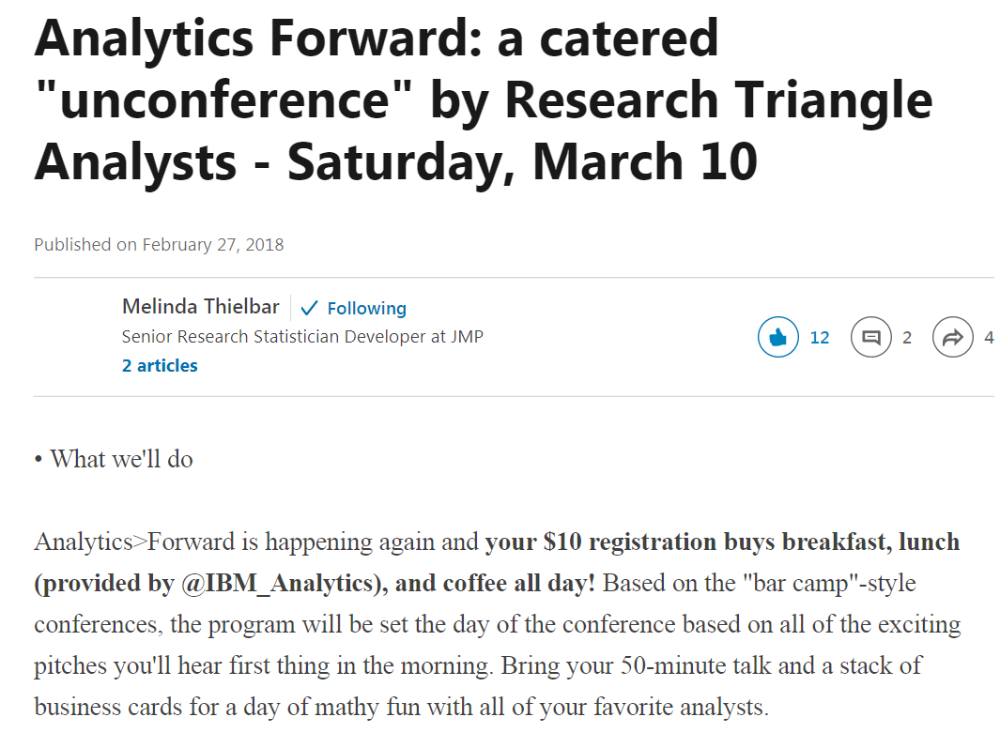 Analytics Forward: a catered
"unconference" by Research Triangle
Analysts - Saturday, March 10
Published on February 27, 2018
Melinda Thielbar
Following
Senior Research Statistician Developer at JMP
2 articles
12
2
4
• What we'll do
Analytics>Forward is happening again and your $10 registration buys breakfast, lunch
(provided by @IBM_Analytics), and coffee all day! Based on the "bar camp"-style
conferences, the program will be set the day of the conference based on all of the exciting
pitches you'll hear first thing in the morning. Bring your 50-minute talk and a stack of
business cards for a day of mathy fun with all of your favorite analysts.